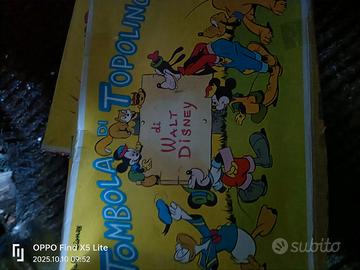 TOMBOLA DI TOPOLINO
di
WALT
DISNEY
OPPO Find X5 Lite
2025.10.10 09:52
subito